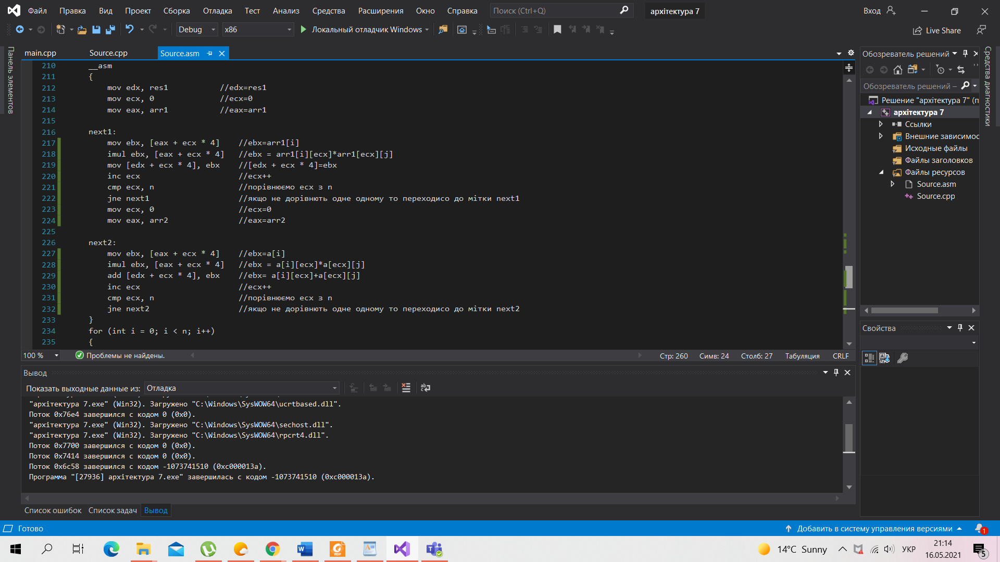 Файл Правка Вид Проект Сборка Отладка Тест Анализ Средства Расширения Окно Справка Поиск (Ctrl+Q) архітектура 7 Вход
Debug x86 Локальный отладчик Windows Live Share
Панель элементов
main.cpp Source.cpp Source.asm
210 __asm
211 {
212 mov edx, res1 //edx=res1
213 mov ecx, 0 //ecx=0
214 mov eax, arr1 //eax=arr1
215
216 next1:
217 mov ebx, [eax + ecx * 4] //ebx=arr1[i]
218 imul ebx, [eax + ecx * 4] //ebx = arr1[i][ecx]*arr1[ecx][j]
219 mov [edx + ecx * 4], ebx //[edx + ecx * 4]=ebx
220 inc ecx //ecx++
221 cmp ecx, n //порівнюємо ecx з n
222 jne next1 //якщо не дорівнють одне одному то переходисо до мітки next1
223 mov ecx, 0 //ecx=0
224 mov eax, arr2 //eax=arr2
225
226 next2:
227 mov ebx, [eax + ecx * 4] //ebx=a[i]
228 imul ebx, [eax + ecx * 4] //ebx = a[i][ecx]*a[ecx][j]
229 add [edx + ecx * 4], ebx //ebx= a[i][ecx]+a[ecx][j]
230 inc ecx //ecx++
231 cmp ecx, n //порівнюємо ecx з n
232 jne next2 //якщо не дорівнють одне одному то переходисо до мітки next2
233 }
234 for (int i = 0; i < n; i++)
235 {
100 % Проблемы не найдены. Стр: 260 Симв: 24 Столб: 27 Табуляция CRLF
Вывод
Показать выходные данные из: Отладка
"архітектура 7.exe" (Win32). Загружено "C:\Windows\SysWOW64\ucrtbased.dll".
Поток 0x76e4 завершился с кодом 0 (0x0).
"архітектура 7.exe" (Win32). Загружено "C:\Windows\SysWOW64\sechost.dll".
"архітектура 7.exe" (Win32). Загружено "C:\Windows\SysWOW64\rpcrt4.dll".
Поток 0x7700 завершился с кодом 0 (0x0).
Поток 0x7414 завершился с кодом 0 (0x0).
Поток 0x6c58 завершился с кодом -1073741510 (0xc000013a).
Программа "[27936] архітектура 7.exe" завершилась с кодом -1073741510 (0xc000013a).
Список ошибок Список задач Вывод
Обозреватель решений
Обозреватель решений –
Решение "архітектура 7" (п
архітектура 7
Ссылки
Внешние зависимос
Исходные файлы
Файлы заголовков
Файлы ресурсов
Source.asm
Source.cpp
Свойства
Средства диагностики
Готово Добавить в систему управления версиями 1
14°C Sunny УКР 21:14
16.05.2021 5